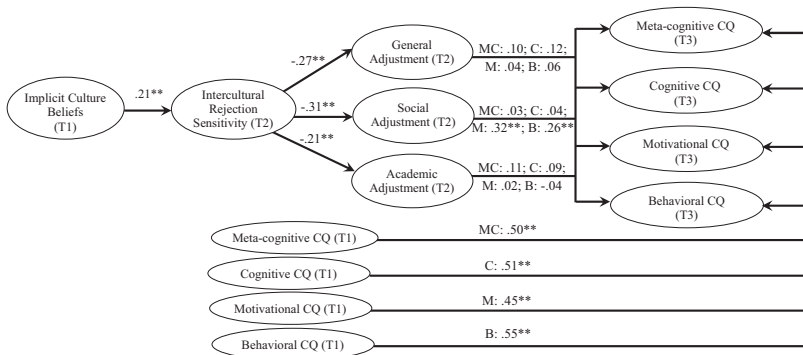 Implicit Culture
Beliefs
(T1)
.21**
Intercultural
Rejection
Sensitivity (T2)
-.27**
-.31**
-.21**
General
Adjustment (T2)
Social
Adjustment (T2)
Academic
Adjustment (T2)
MC: .10; C: .12;
M: .04; B: .06
MC: .03; C: .04;
M: .32**; B: .26**
MC: .11; C: .09;
M: .02; B: -.04
Meta-cognitive CQ
(T3)
Cognitive CQ
(T3)
Motivational CQ
(T3)
Behavioral CQ
(T3)
Meta-cognitive CQ (T1)
MC: .50**
Cognitive CQ (T1)
C: .51**
Motivational CQ (T1)
M: .45**
Behavioral CQ (T1)
B: .55**